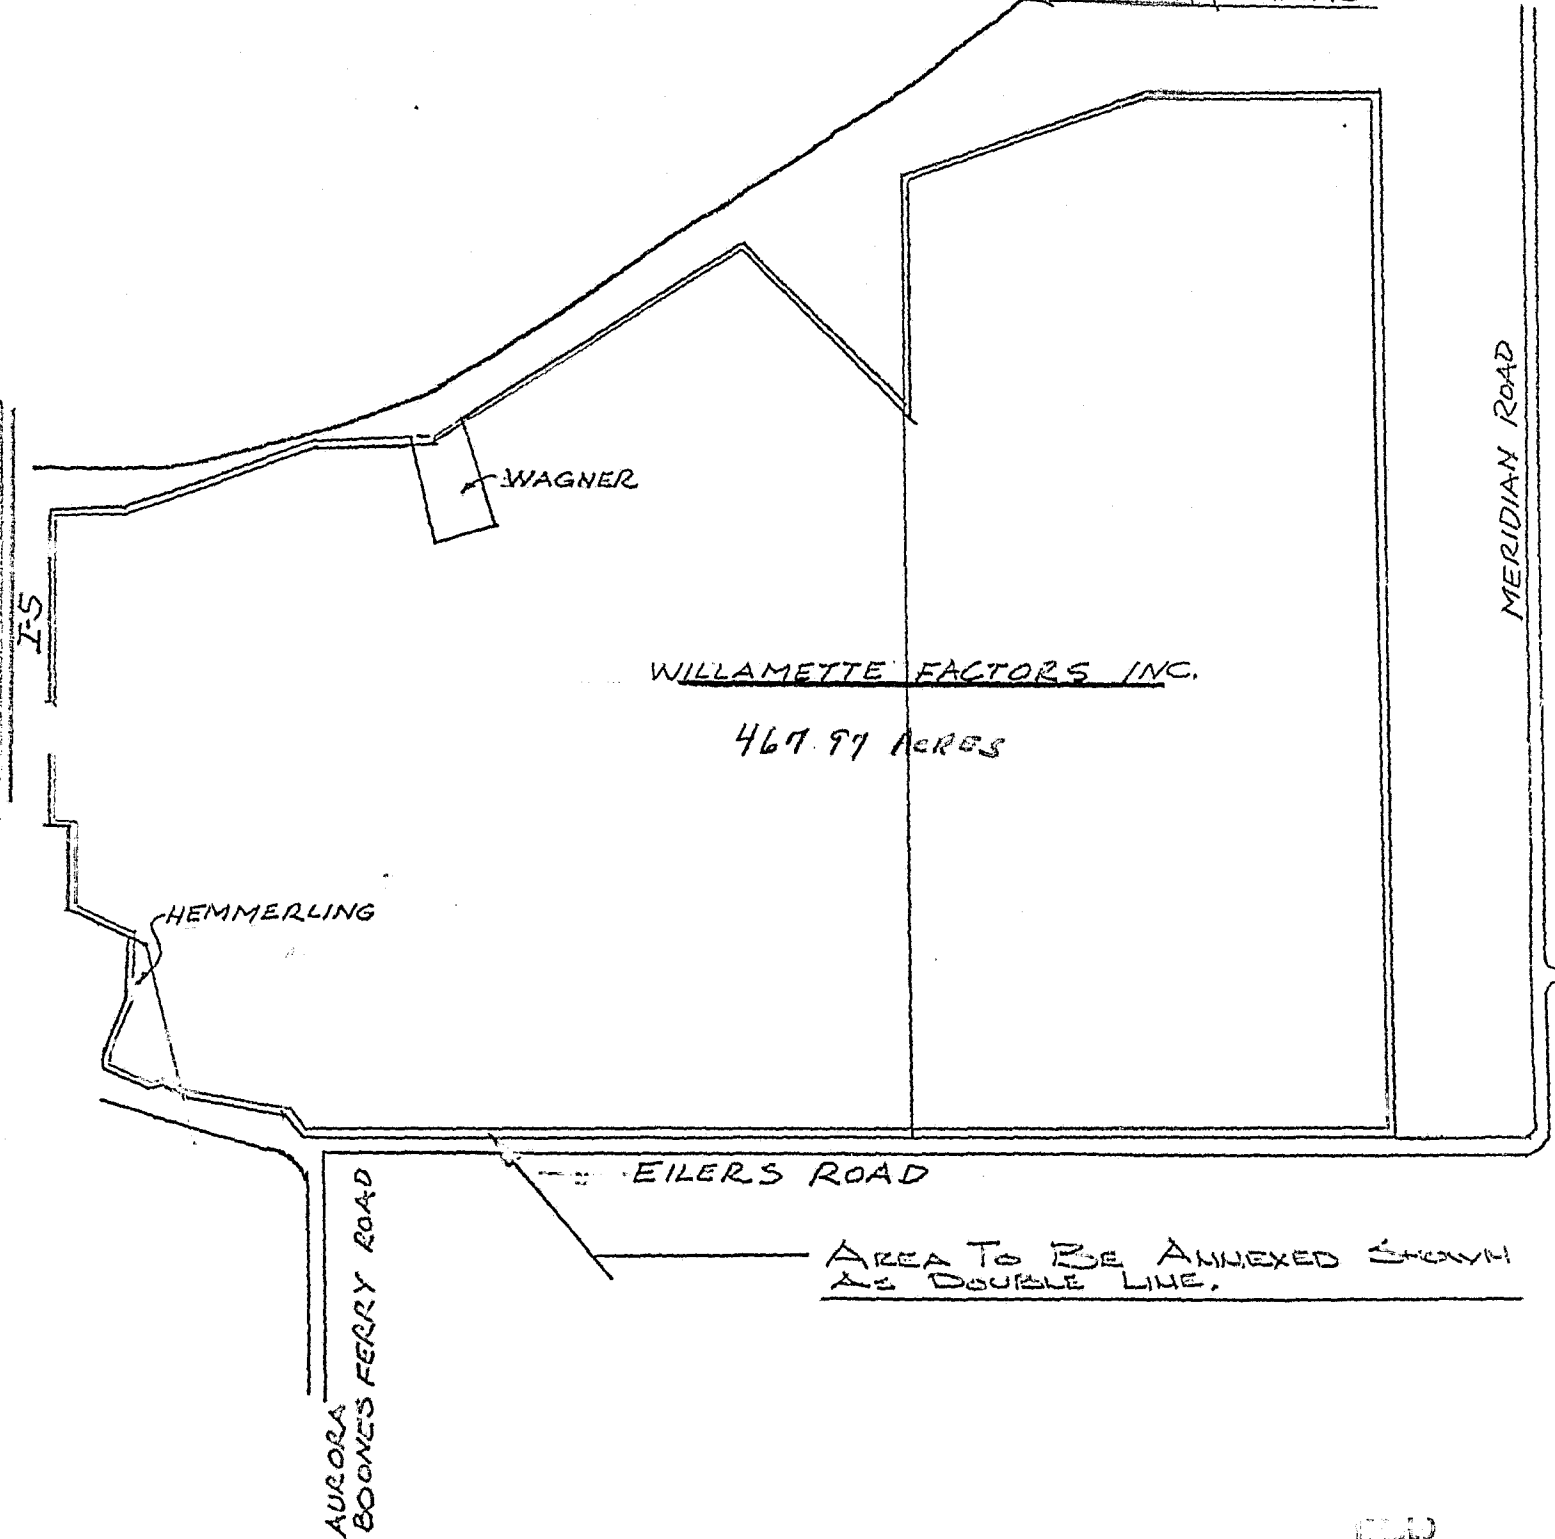 WAGNER
MERIDIAN ROAD
I-5
WILLAMETTE FACTORS INC.
467.97 ACRES
HEMMERLING
EILERS ROAD
AREA TO BE ANNEXED SHOWN
AS DOUBLE LINE.
AURORA
BOONES FERRY ROAD